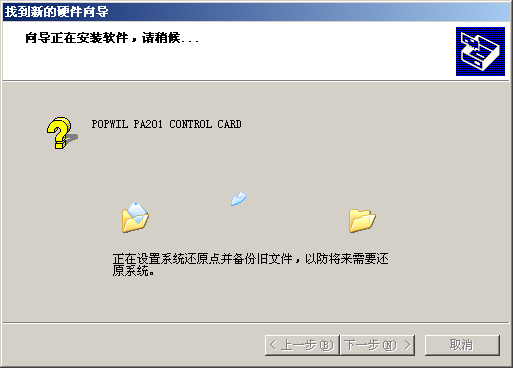 找到新的硬件向导
向导正在安装软件，请稍候...
POPWIL PA201 CONTROL CARD
正在设置系统还原点并备份旧文件，以防将来需要还
原系统。
< 上一步(B)
下一步(N) >
取消